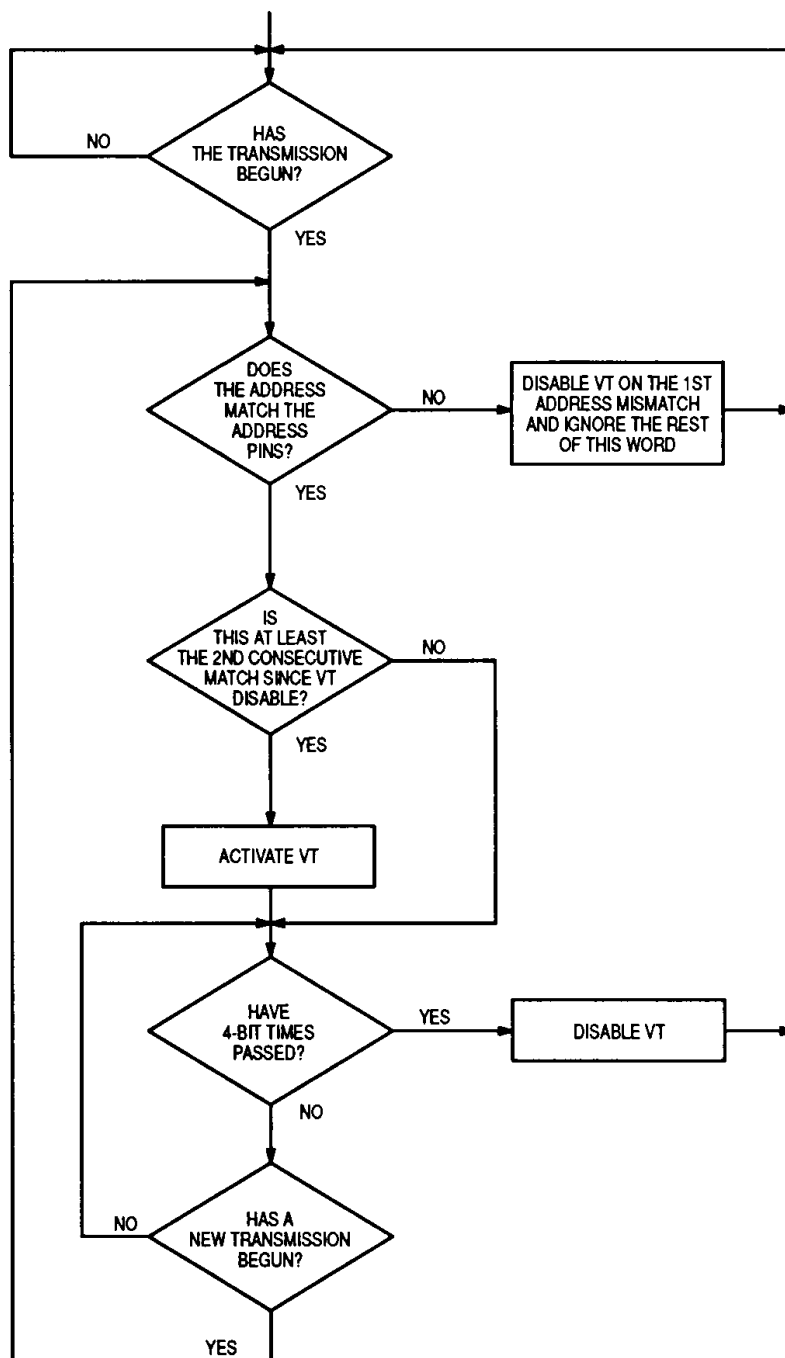 HAS
THE TRANSMISSION
BEGUN?
NO
YES
DOES
THE ADDRESS
MATCH THE
ADDRESS
PINS?
NO
DISABLE VT ON THE 1ST
ADDRESS MISMATCH
AND IGNORE THE REST
OF THIS WORD
YES
IS
THIS AT LEAST
THE 2ND CONSECUTIVE
MATCH SINCE VT
DISABLE?
NO
YES
ACTIVATE VT
HAVE
4-BIT TIMES
PASSED?
YES
DISABLE VT
NO
HAS A
NEW TRANSMISSION
BEGUN?
NO
YES